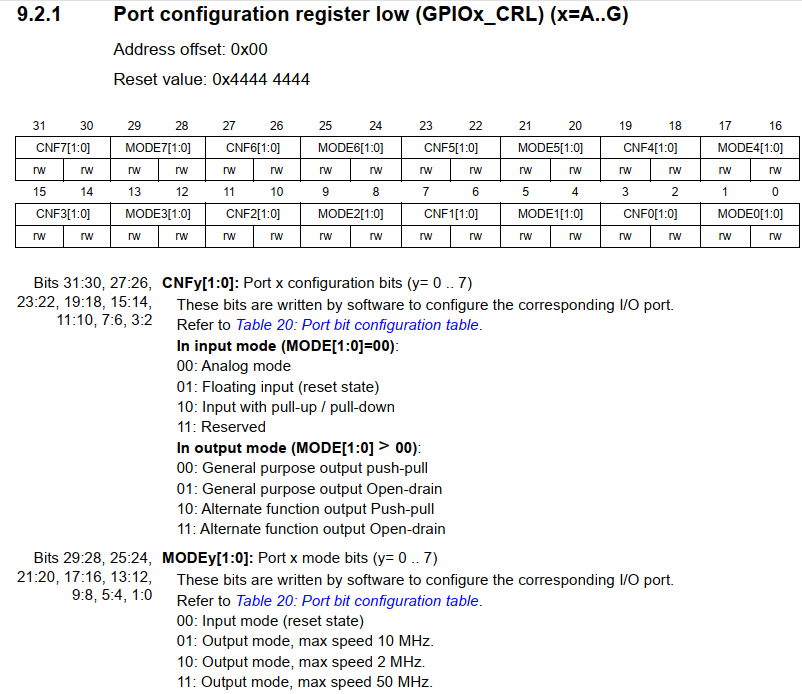 9.2.1 Port configuration register low (GPIOx_CRL) (x=A..G)
Address offset: 0x00
Reset value: 0x4444 4444
31 30 29 28 27 26 25 24 23 22 21 20 19 18 17 16
CNF7[1:0] MODE7[1:0] CNF6[1:0] MODE6[1:0] CNF5[1:0] MODE5[1:0] CNF4[1:0] MODE4[1:0]
rw rw rw rw rw rw rw rw rw rw rw rw rw rw rw rw
15 14 13 12 11 10 9 8 7 6 5 4 3 2 1 0
CNF3[1:0] MODE3[1:0] CNF2[1:0] MODE2[1:0] CNF1[1:0] MODE1[1:0] CNF0[1:0] MODE0[1:0]
rw rw rw rw rw rw rw rw rw rw rw rw rw rw rw rw
Bits 31:30, 27:26, CNFy[1:0]: Port x configuration bits (y= 0 .. 7)
23:22, 19:18, 15:14, These bits are written by software to configure the corresponding I/O port.
11:10, 7:6, 3:2 Refer to Table 20: Port bit configuration table.
In input mode (MODE[1:0]=00):
00: Analog mode
01: Floating input (reset state)
10: Input with pull-up / pull-down
11: Reserved
In output mode (MODE[1:0] > 00):
00: General purpose output push-pull
01: General purpose output Open-drain
10: Alternate function output Push-pull
11: Alternate function output Open-drain
Bits 29:28, 25:24, MODEy[1:0]: Port x mode bits (y= 0 .. 7)
21:20, 17:16, 13:12, These bits are written by software to configure the corresponding I/O port.
9:8, 5:4, 1:0 Refer to Table 20: Port bit configuration table.
00: Input mode (reset state)
01: Output mode, max speed 10 MHz.
10: Output mode, max speed 2 MHz.
11: Output mode, max speed 50 MHz.